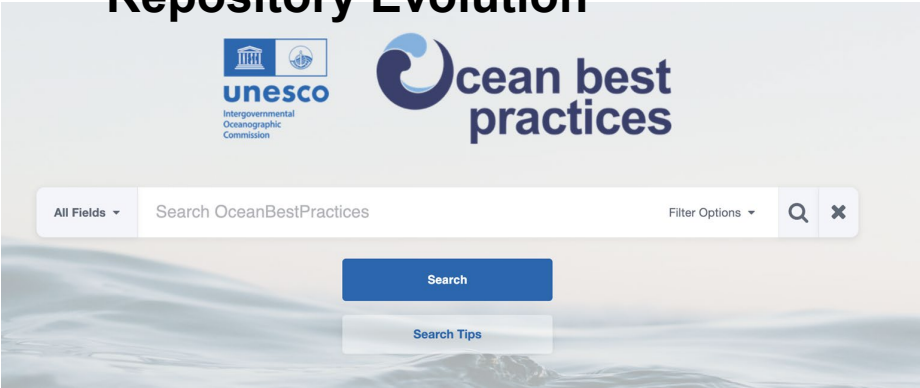 Repository Evolution
unesco
Intergovernmental
Oceanographic
Commission
Ocean best
practices
All Fields
Search OceanBestPractices
Filter Options
Search
Search Tips